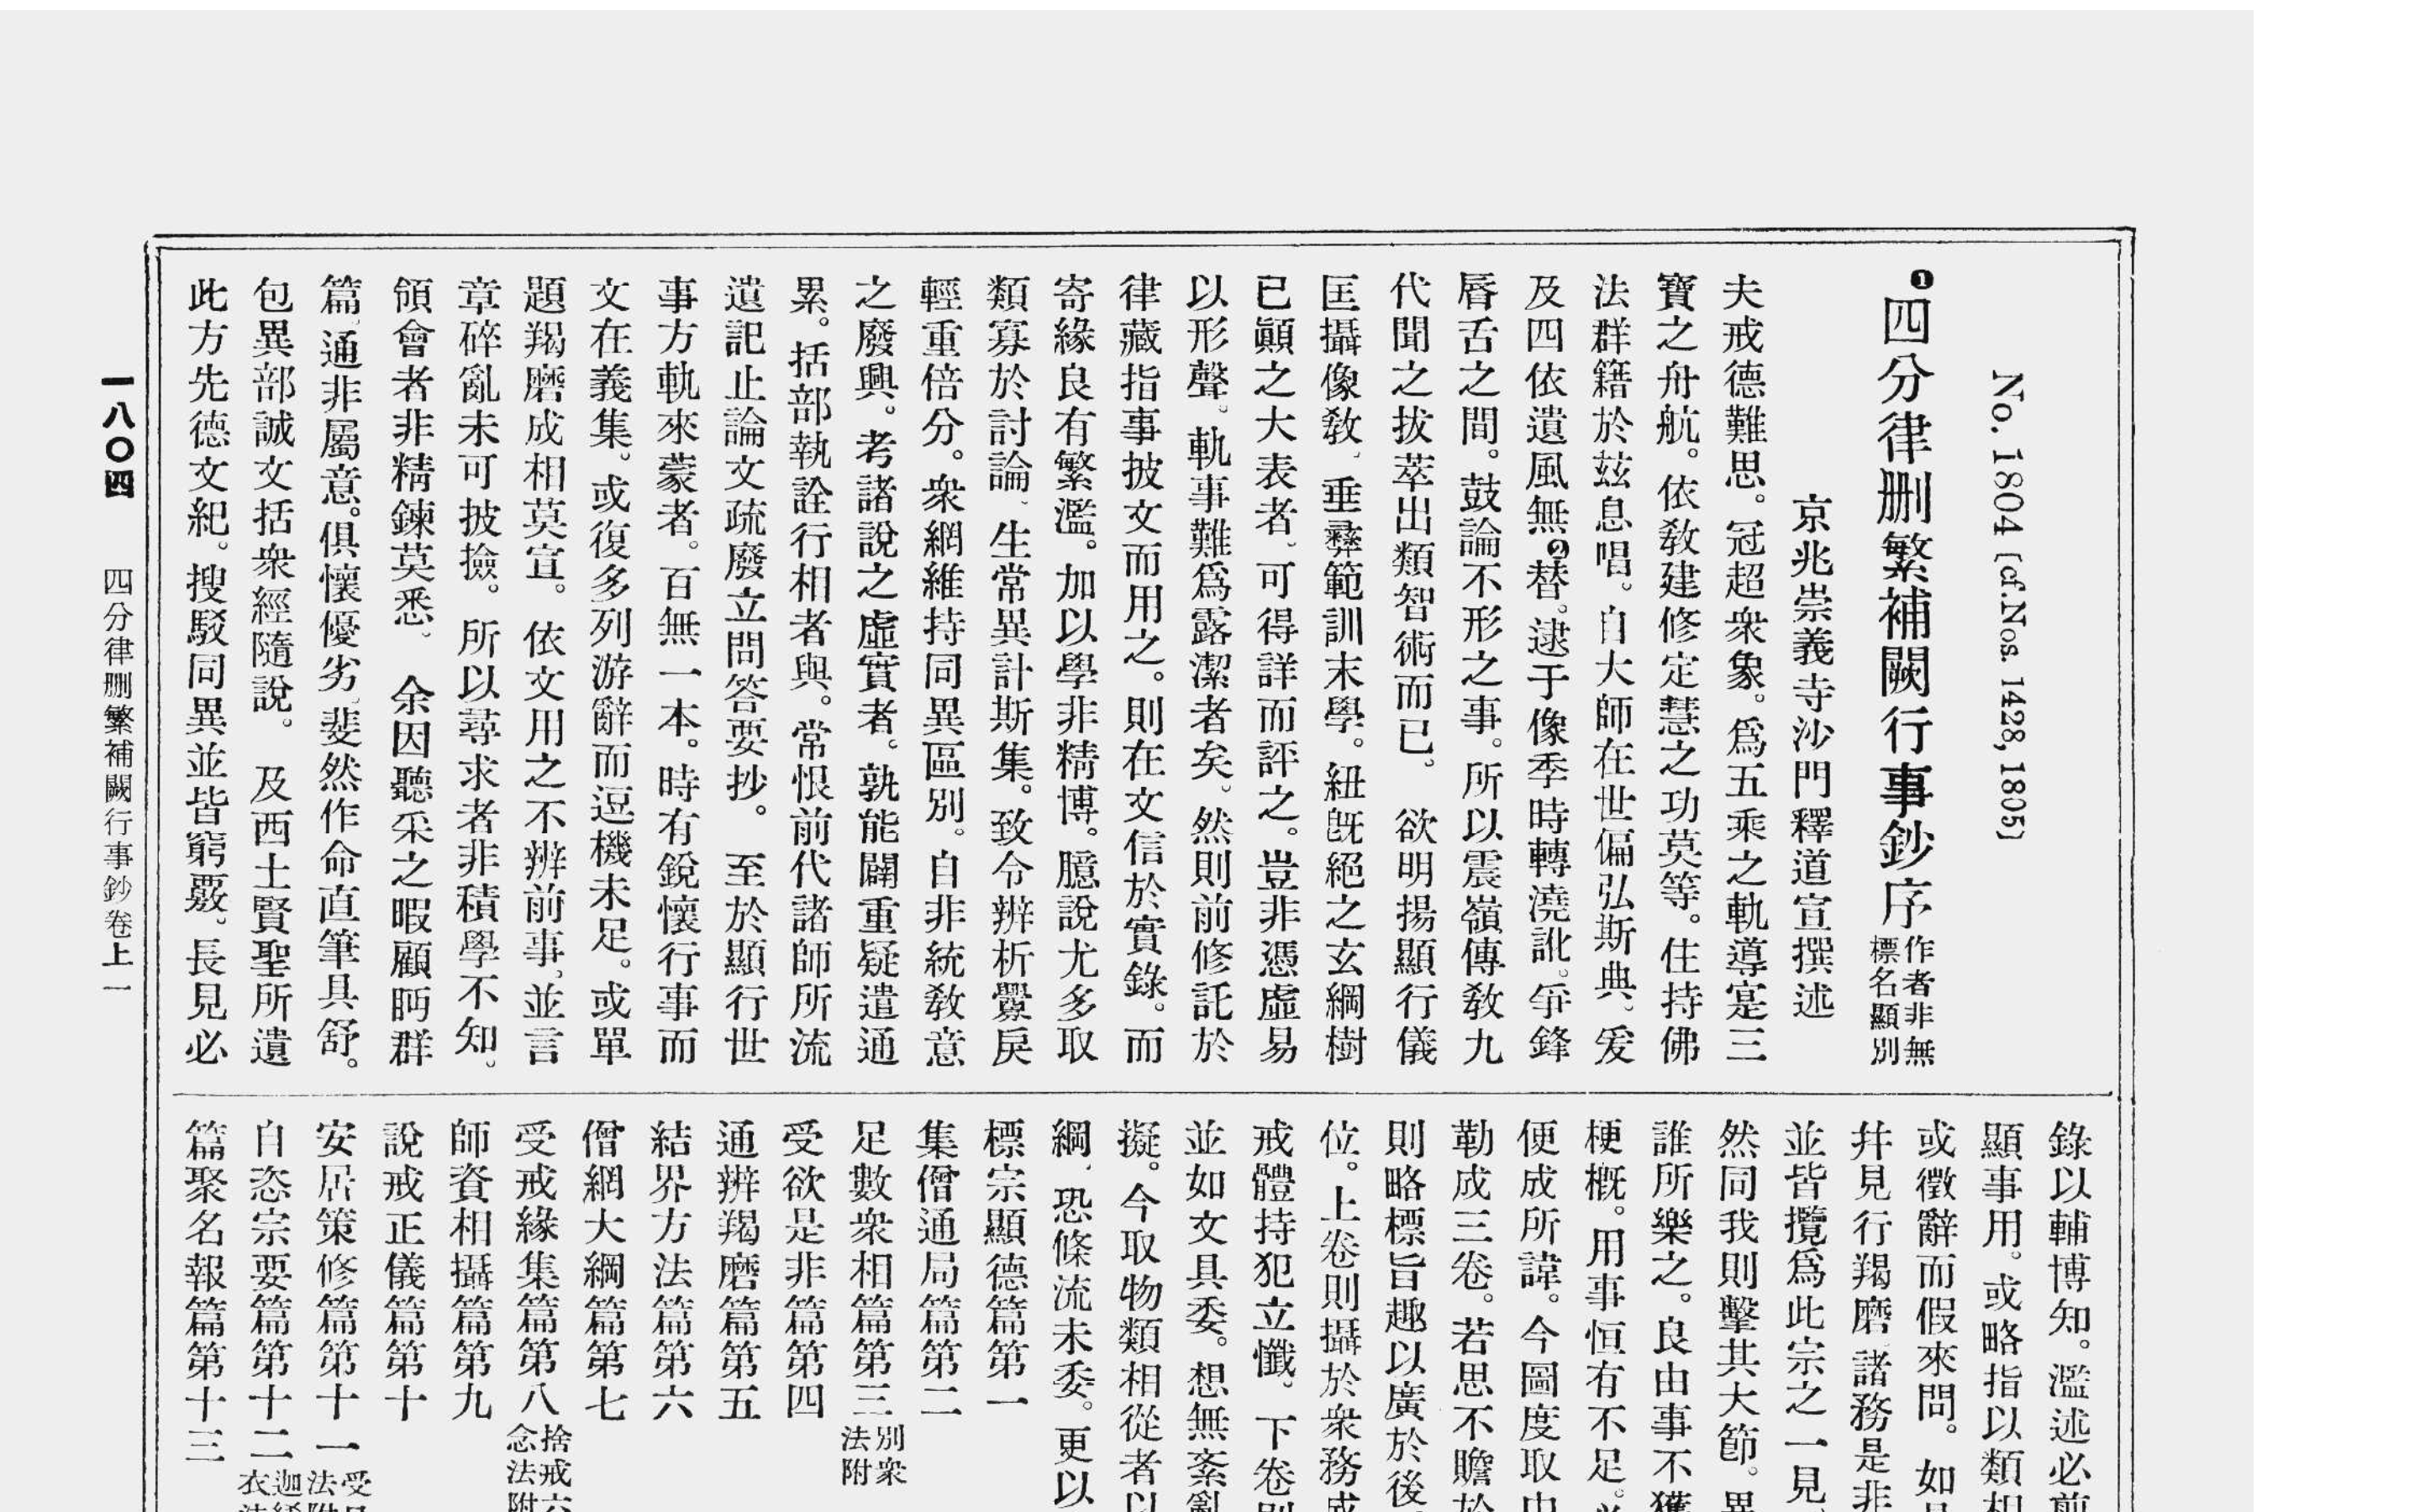 No. 1804 [cf. Nos. 1428, 1805]
❶四分律删繁補闕行事鈔序 作者非無
標名顯別
京兆崇義寺沙門釋道宣撰述
夫戒德難思。冠超衆象。爲五乘之軌導寔三
寶之舟航。依教建修定慧之功莫等。住持佛
法群籍於玆息唱。自大師在世偏弘斯典、爰
及四依遺風無❷替。逮于像季時轉澆訛。爭鋒
脣舌之間。鼓論不形之事。所以震嶺傳教九
代聞之拔萃出類智術而已。 欲明揚顯行儀
匡攝像教、垂彝範訓末學。紐既絕之玄綱樹
已顚之大表者、可得詳而評之。豈非憑虛易
以形聲、軌事難爲露潔者矣。然則前修託於
律藏指事披文而用之。則在文信於實錄。而
寄緣良有繁濫。加以學非精博。臆說尤多取
類寡於討論、生常異計斯集。致令辨析釁戾
輕重倍分。衆網維持同異區別。自非統教意
之廢興。考諸說之虛實者。孰能闢重疑遣通
累。括部執詮行相者與。常恨前代諸師所流
遺記止論文疏廢立問答要抄。 至於顯行世
事方軌來蒙者。百無一本。時有銳懷行事而
文在義集。或復多列游辭而逗機未足。或單
題羯磨成相莫宣。依文用之不辨前事、並言
章碎亂未可披撿。所以尋求者非積學不知。
領會者非精鍊莫悉、 余因聽采之暇顧眄群
篇、通非屬意。俱懷優劣、斐然作命直筆具舒。
包異部誠文括衆經隨說。 及西土賢聖所遺
此方先德文紀。搜駁同異並皆窮覈。長見必
錄以輔博知。濫述必剪
顯事用。或略指以類相
或徵辭而假來問。如
幷見行羯磨諸務是非
並皆攬爲此宗之一見
然同我則擊其大節。異
誰所樂之。良由事不獲
梗概。用事恒有不足。
便成所諱。今圖度取中
勒成三卷。若思不贍於
則略標旨趣以廣於後
位。上卷則攝於衆務成
戒體持犯立懺。下卷別
並如文具委。想無紊亂
擬。今取物類相從者以
綱、恐條流未委。更以
標宗顯德篇第一
集僧通局篇第二
足數衆相篇第三 別衆
法附
受欲是非篇第四
通辨羯磨篇第五
結界方法篇第六
僧網大綱篇第七
受戒緣集篇第八 捨戒六
念法附
師資相攝篇第九
說戒正儀篇第十
安居策修篇第十一 受
法附
自恣宗要篇第十二 迦
衣
篇聚名報篇第十三
一八〇四 四分律删繁補闕行事鈔卷上一